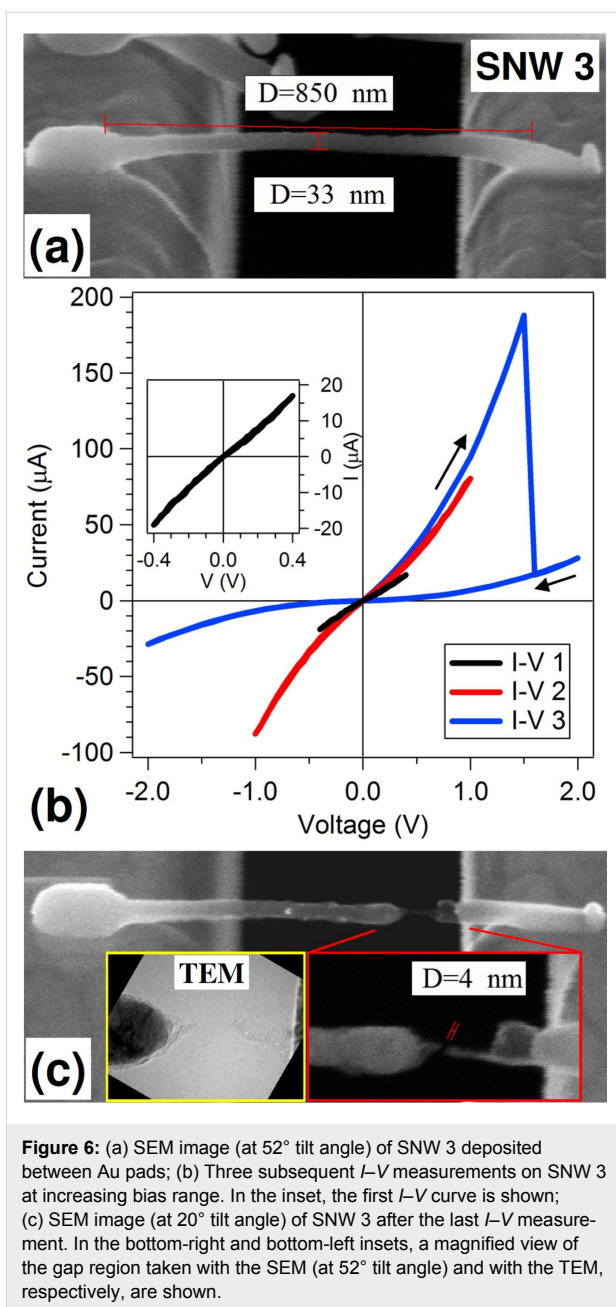 SNW 3
D=850 nm
D=33 nm
(a)
200
150
100
50
0
-50
-100
Current (µA)
20
10
0
-10
-20
I (µA)
-0.4
0.0
0.4
V (V)
I-V 1
I-V 2
I-V 3
-2.0
-1.0
0.0
1.0
2.0
Voltage (V)
(b)
TEM
D=4 nm
(c)
Figure 6: (a) SEM image (at 52° tilt angle) of SNW 3 deposited
between Au pads; (b) Three subsequent I–V measurements on SNW 3
at increasing bias range. In the inset, the first I–V curve is shown;
(c) SEM image (at 20° tilt angle) of SNW 3 after the last I–V measure-
ment. In the bottom-right and bottom-left insets, a magnified view of
the gap region taken with the SEM (at 52° tilt angle) and with the TEM,
respectively, are shown.